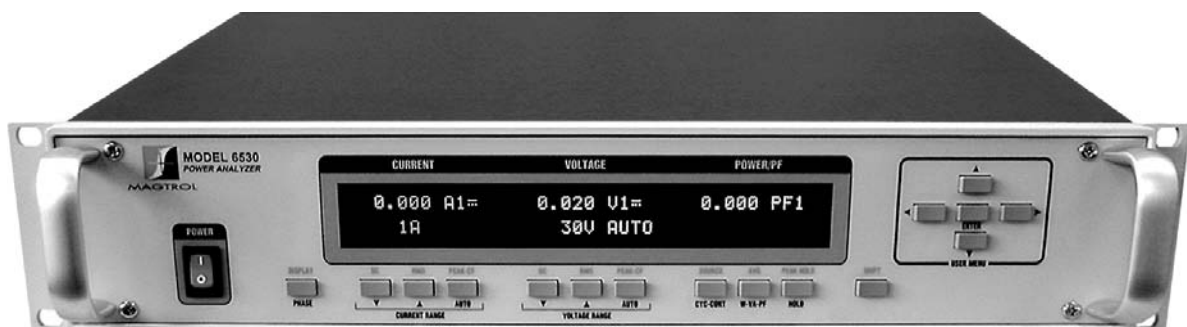 MODEL 6530
POWER ANALYZER
MAGTROL
POWER
I
O
CURRENT VOLTAGE POWER/PF
0.000 A1 0.020 V1 0.000 PF1
1A 30V AUTO
DISPLAY DC RMS PEAK-CF DC RMS PEAK-CF SOURCE AVG PEAK HOLD SHIFT
PHASE AUTO AUTO CYC-CONT W-VA-PF HOLD
CURRENT RANGE VOLTAGE RANGE
ENTER
USER MENU